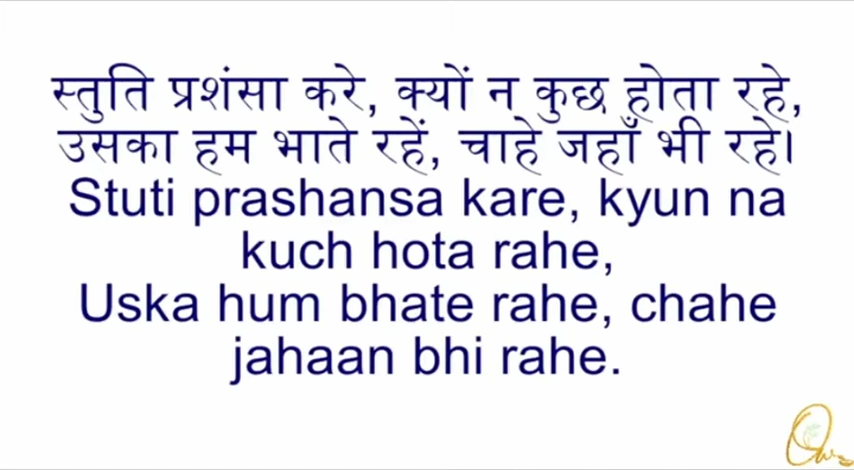 स्तुति प्रशंसा करे, क्यों न कुछ होता रहे,
उसका हम भाते रहें, चाहे जहाँ भी रहे।
Stuti prashansa kare, kyun na
kuch hota rahe,
Uska hum bhate rahe, chahe
jahaan bhi rahe.